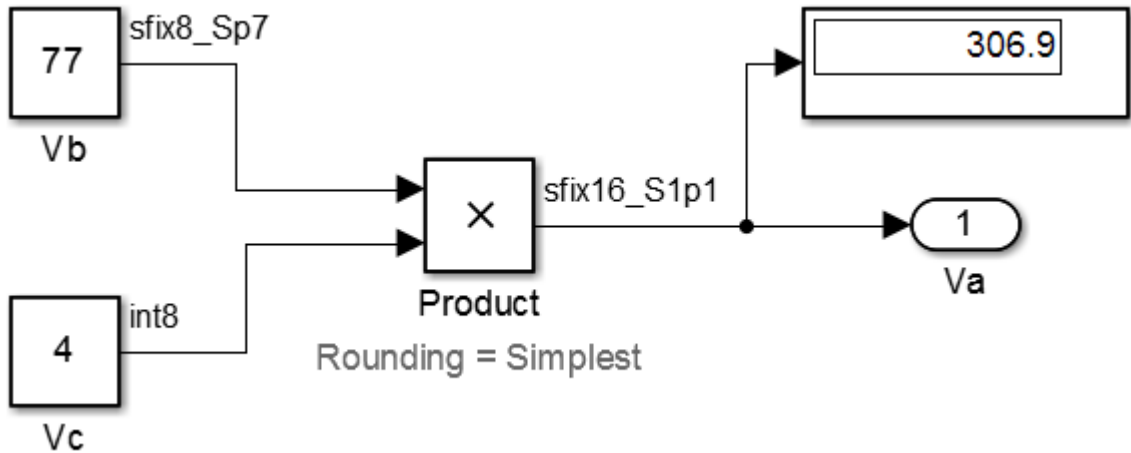 sfix8_Sp7
77
Vb
306.9
×
sfix16_S1p1
Product
1
Va
int8
4
Vc
Rounding = Simplest